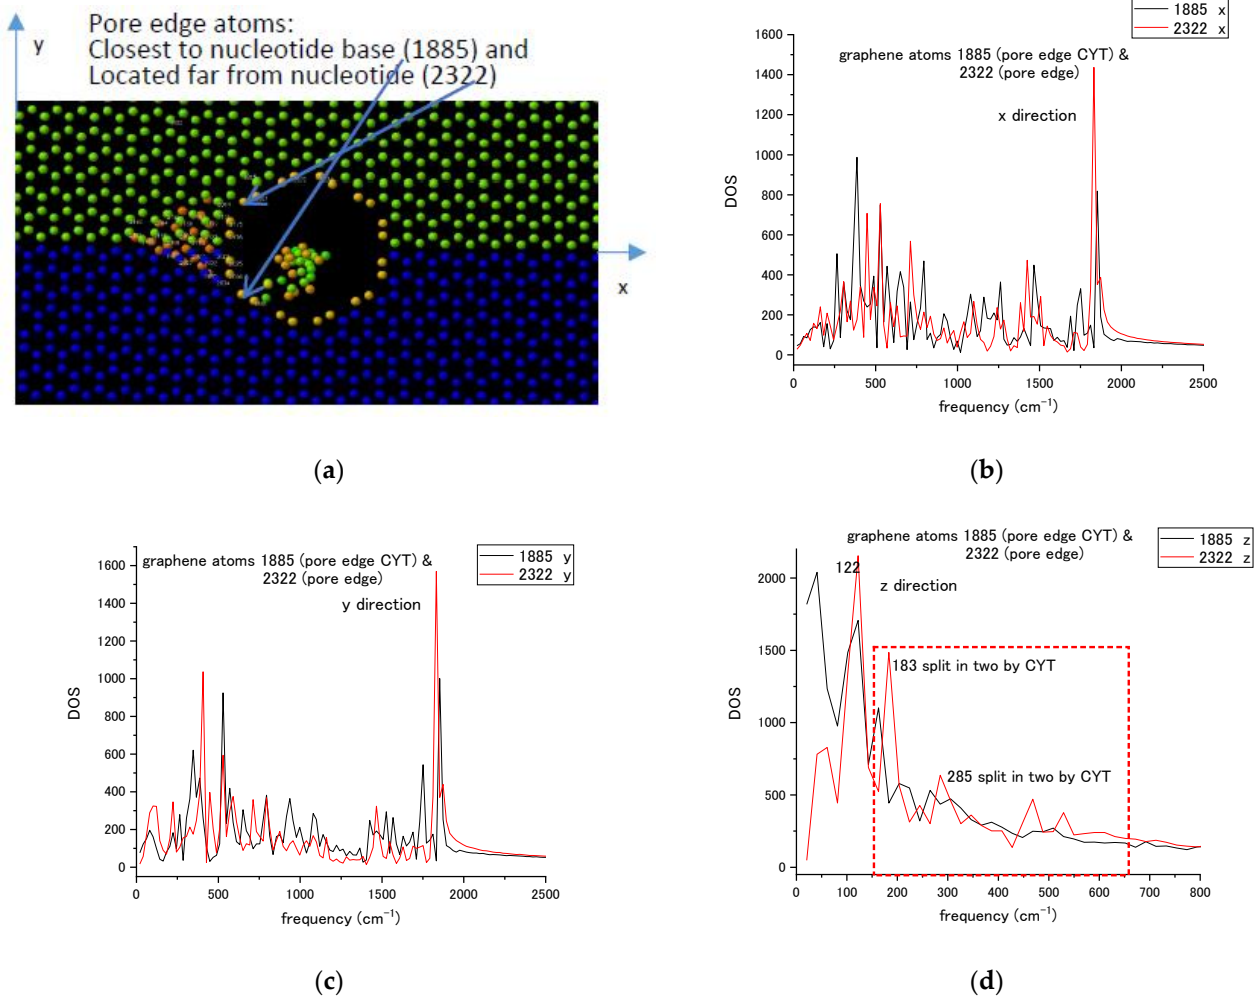 Pore edge atoms:
Closest to nucleotide base (1885) and
Located far from nucleotide (2322)
y
x
(a)
1885 x
2322 x
graphene atoms 1885 (pore edge CYT) &
2322 (pore edge)
x direction
DOS
1600
1400
1200
1000
800
600
400
200
0
0 500 1000 1500 2000 2500
frequency (cm⁻¹)
(b)
graphene atoms 1885 (pore edge CYT) &
2322 (pore edge)
1885 y
2322 y
y direction
DOS
1600
1400
1200
1000
800
600
400
200
0
0 500 1000 1500 2000 2500
frequency (cm⁻¹)
(c)
graphene atoms 1885 (pore edge CYT) &
2322 (pore edge)
1885 z
2322 z
122
z direction
183 split in two by CYT
285 split in two by CYT
DOS
2000
1500
1000
500
0
0 100 200 300 400 500 600 700 800
frequency (cm⁻¹)
(d)